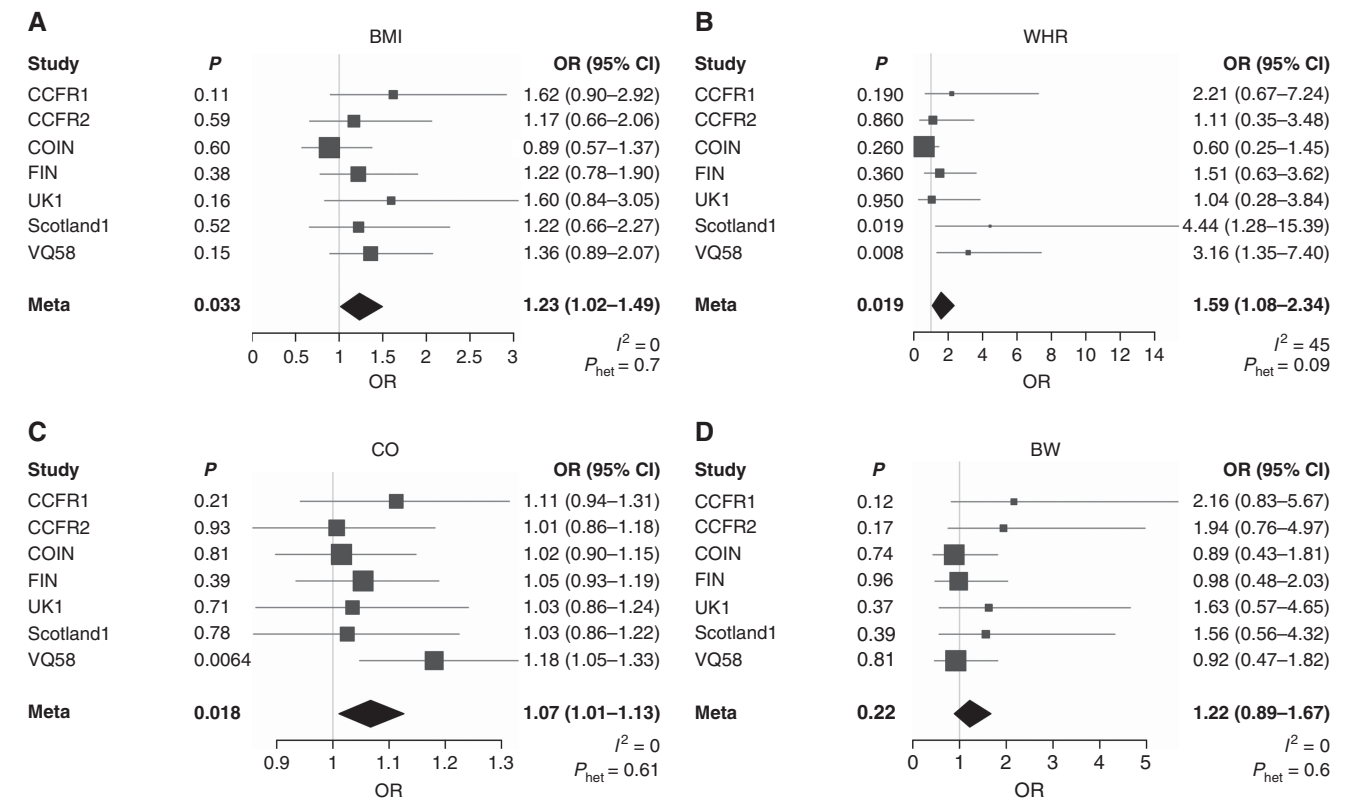 A
BMI
Study P OR (95% CI)
CCFR1 0.11 1.62 (0.90–2.92)
CCFR2 0.59 1.17 (0.66–2.06)
COIN 0.60 0.89 (0.57–1.37)
FIN 0.38 1.22 (0.78–1.90)
UK1 0.16 1.60 (0.84–3.05)
Scotland1 0.52 1.22 (0.66–2.27)
VQ58 0.15 1.36 (0.89–2.07)
Meta 0.033 1.23 (1.02–1.49)
0 0.5 1 1.5 2 2.5 3
OR
I² = 0
Phet = 0.7
B
WHR
Study P OR (95% CI)
CCFR1 0.190 2.21 (0.67–7.24)
CCFR2 0.860 1.11 (0.35–3.48)
COIN 0.260 0.60 (0.25–1.45)
FIN 0.360 1.51 (0.63–3.62)
UK1 0.950 1.04 (0.28–3.84)
Scotland1 0.019 4.44 (1.28–15.39)
VQ58 0.008 3.16 (1.35–7.40)
Meta 0.019 1.59 (1.08–2.34)
0 2 4 6 8 10 12 14
OR
I² = 45
Phet = 0.09
C
CO
Study P OR (95% CI)
CCFR1 0.21 1.11 (0.94–1.31)
CCFR2 0.93 1.01 (0.86–1.18)
COIN 0.81 1.02 (0.90–1.15)
FIN 0.39 1.05 (0.93–1.19)
UK1 0.71 1.03 (0.86–1.24)
Scotland1 0.78 1.03 (0.86–1.22)
VQ58 0.0064 1.18 (1.05–1.33)
Meta 0.018 1.07 (1.01–1.13)
0.9 1 1.1 1.2 1.3
OR
I² = 0
Phet = 0.61
D
BW
Study P OR (95% CI)
CCFR1 0.12 2.16 (0.83–5.67)
CCFR2 0.17 1.94 (0.76–4.97)
COIN 0.74 0.89 (0.43–1.81)
FIN 0.96 0.98 (0.48–2.03)
UK1 0.37 1.63 (0.57–4.65)
Scotland1 0.39 1.56 (0.56–4.32)
VQ58 0.81 0.92 (0.47–1.82)
Meta 0.22 1.22 (0.89–1.67)
0 1 2 3 4 5
OR
I² = 0
Phet = 0.6